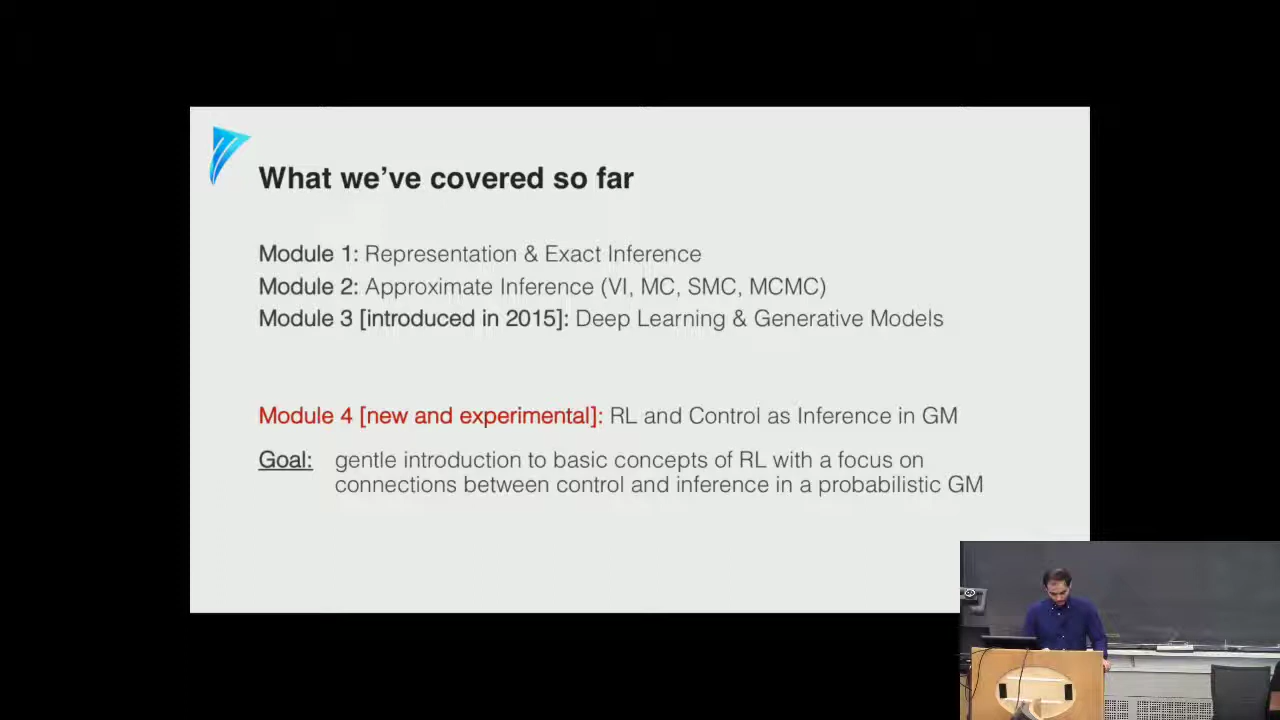 What we've covered so far
Module 1: Representation & Exact Inference
Module 2: Approximate Inference (VI, MC, SMC, MCMC)
Module 3 [introduced in 2015]: Deep Learning & Generative Models
Module 4 [new and experimental]: RL and Control as Inference in GM
Goal: gentle introduction to basic concepts of RL with a focus on
connections between control and inference in a probabilistic GM